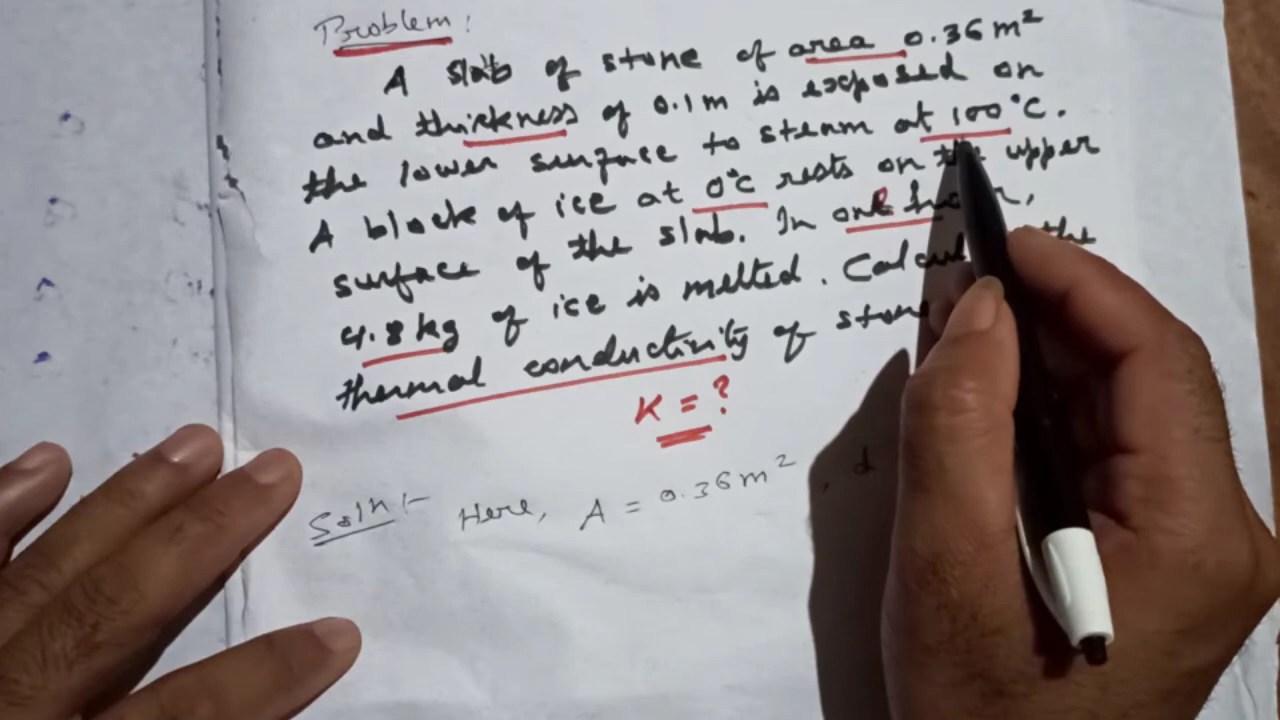 Problem:
A slab of stone of area 0.36 m²
and thickness of 0.1 m is exposed on
the lower surface to steam at 100°C.
A block of ice at 0°C rests on the upper
surface of the slab. In one hour,
4.8 kg of ice is melted. Calcul the
thermal conductivity of stone
K = ?
Soln:- Here, A = 0.36 m², d